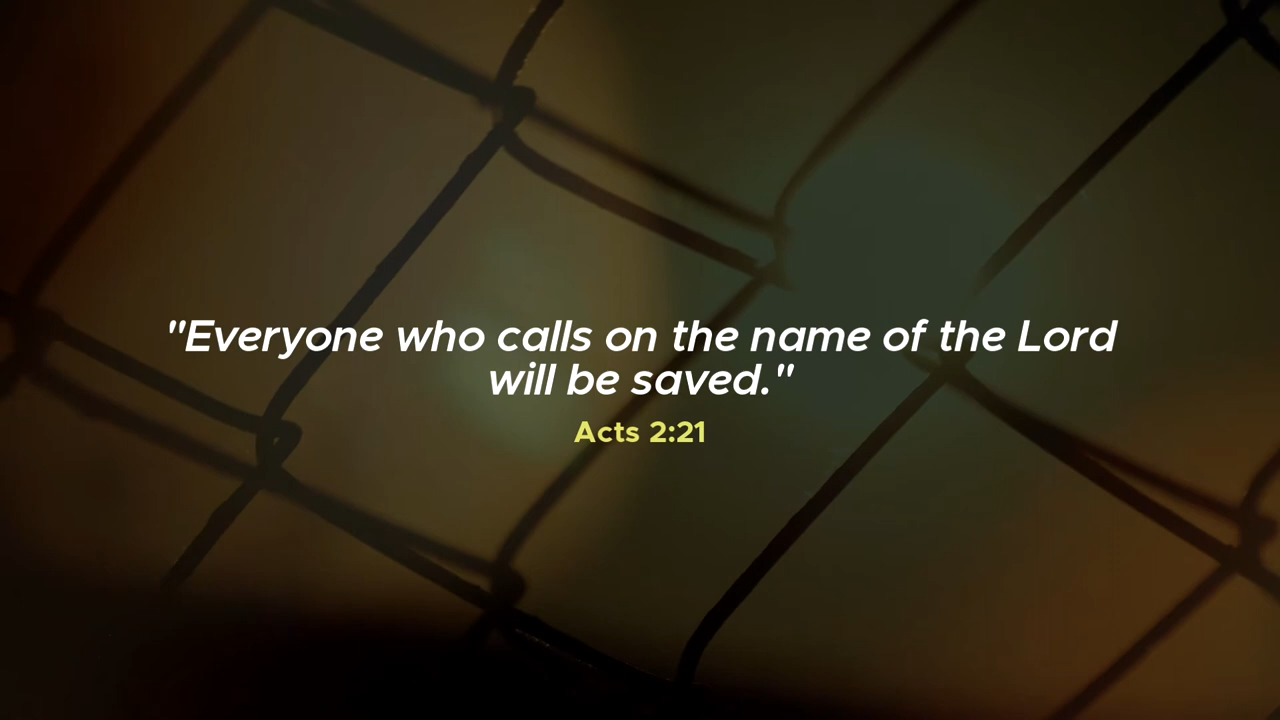 "Everyone who calls on the name of the Lord
will be saved."
Acts 2:21